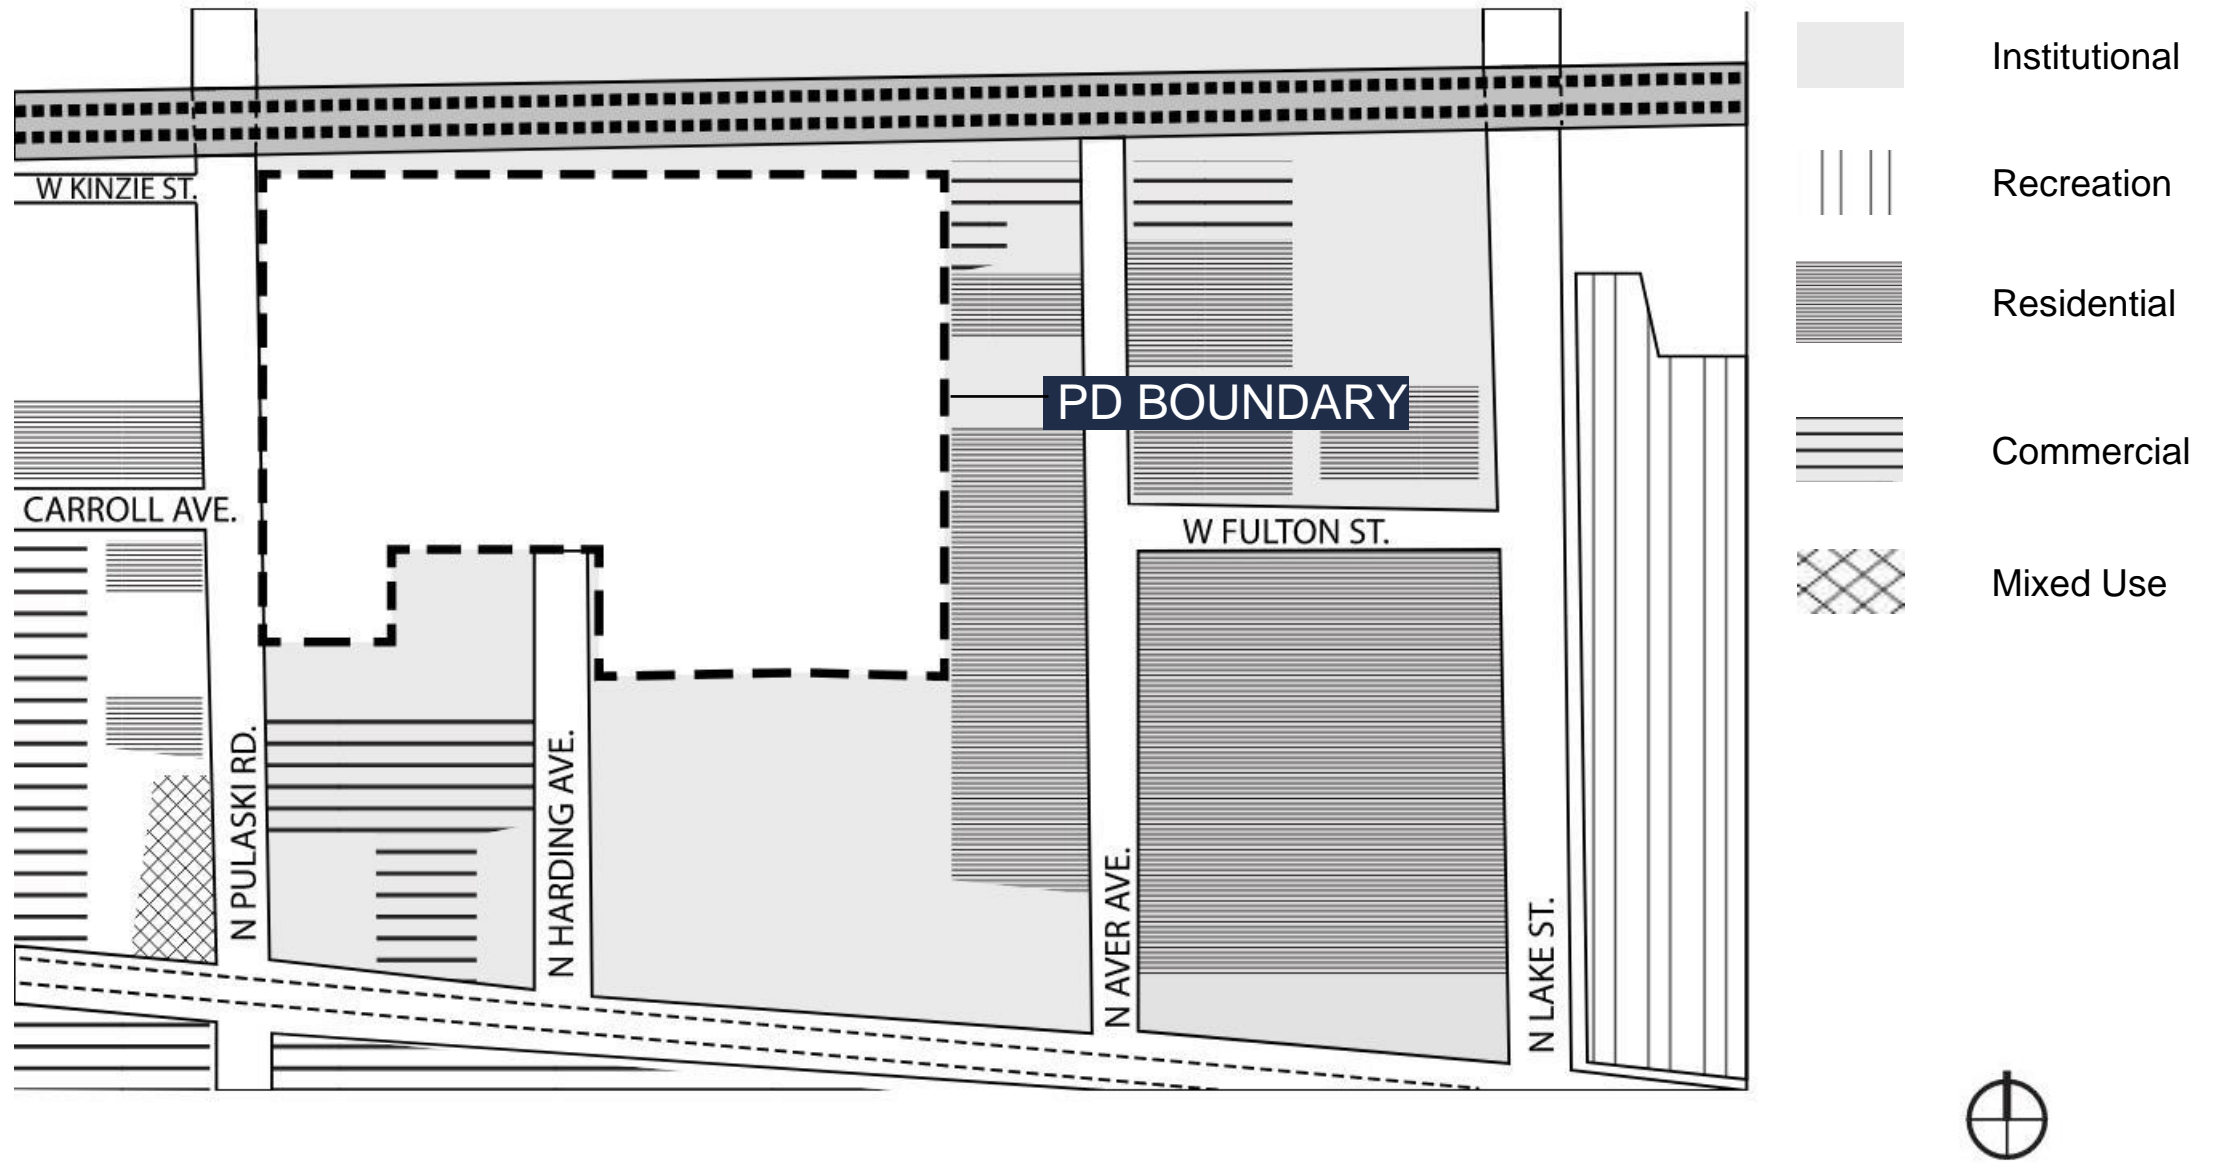 Institutional
W KINZIE ST.
Recreation
Residential
PD BOUNDARY
Commercial
CARROLL AVE.
W FULTON ST.
Mixed Use
N PULASKI RD.
N HARDING AVE.
N AVER AVE.
N LAKE ST.